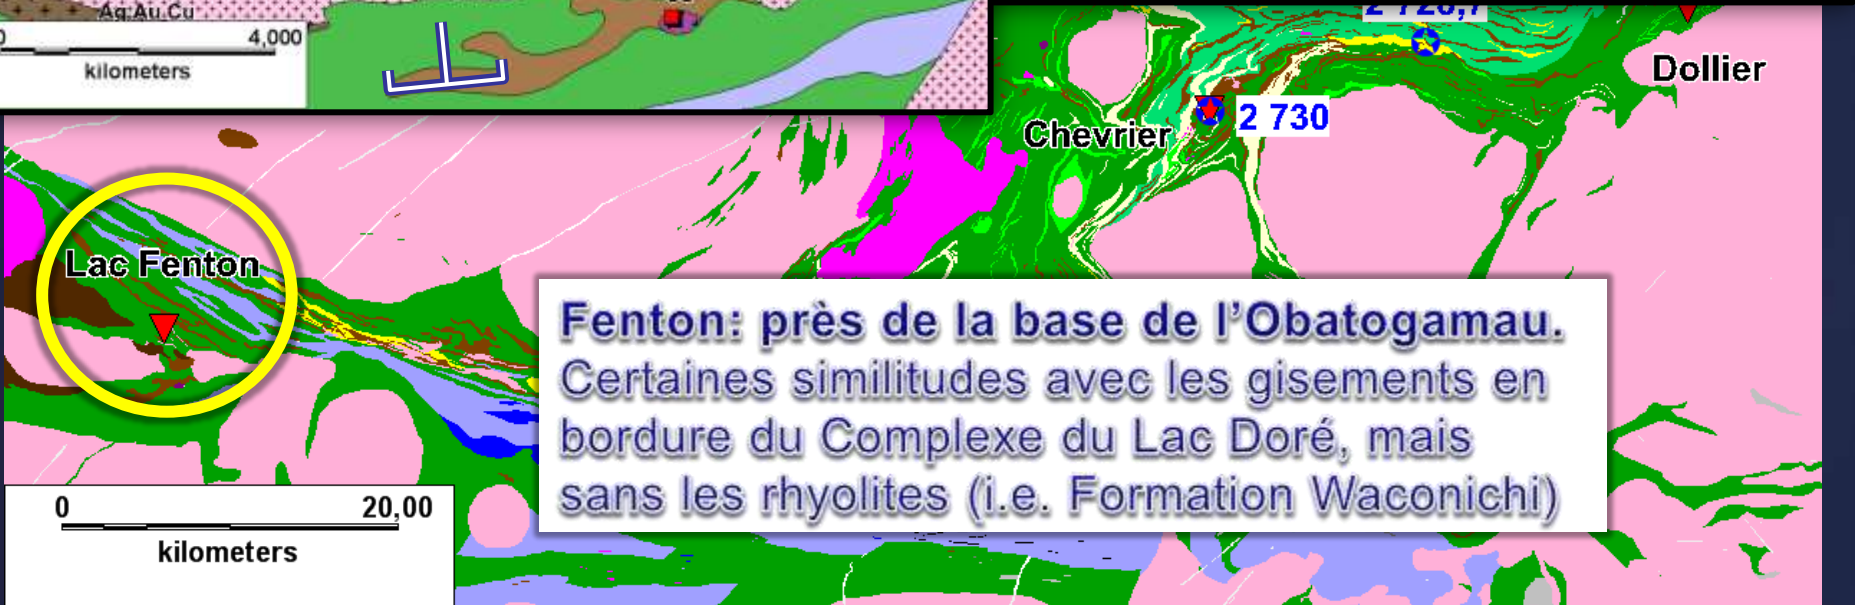 Ag;Au,Cu
0 4,000
kilometers
Dollier
2 730
Chevrier
Lac Fenton
Fenton: près de la base de l'Obatogamau.
Certaines similitudes avec les gisements en
bordure du Complexe du Lac Doré, mais
sans les rhyolites (i.e. Formation Waconichi)
0 20,00
kilometers